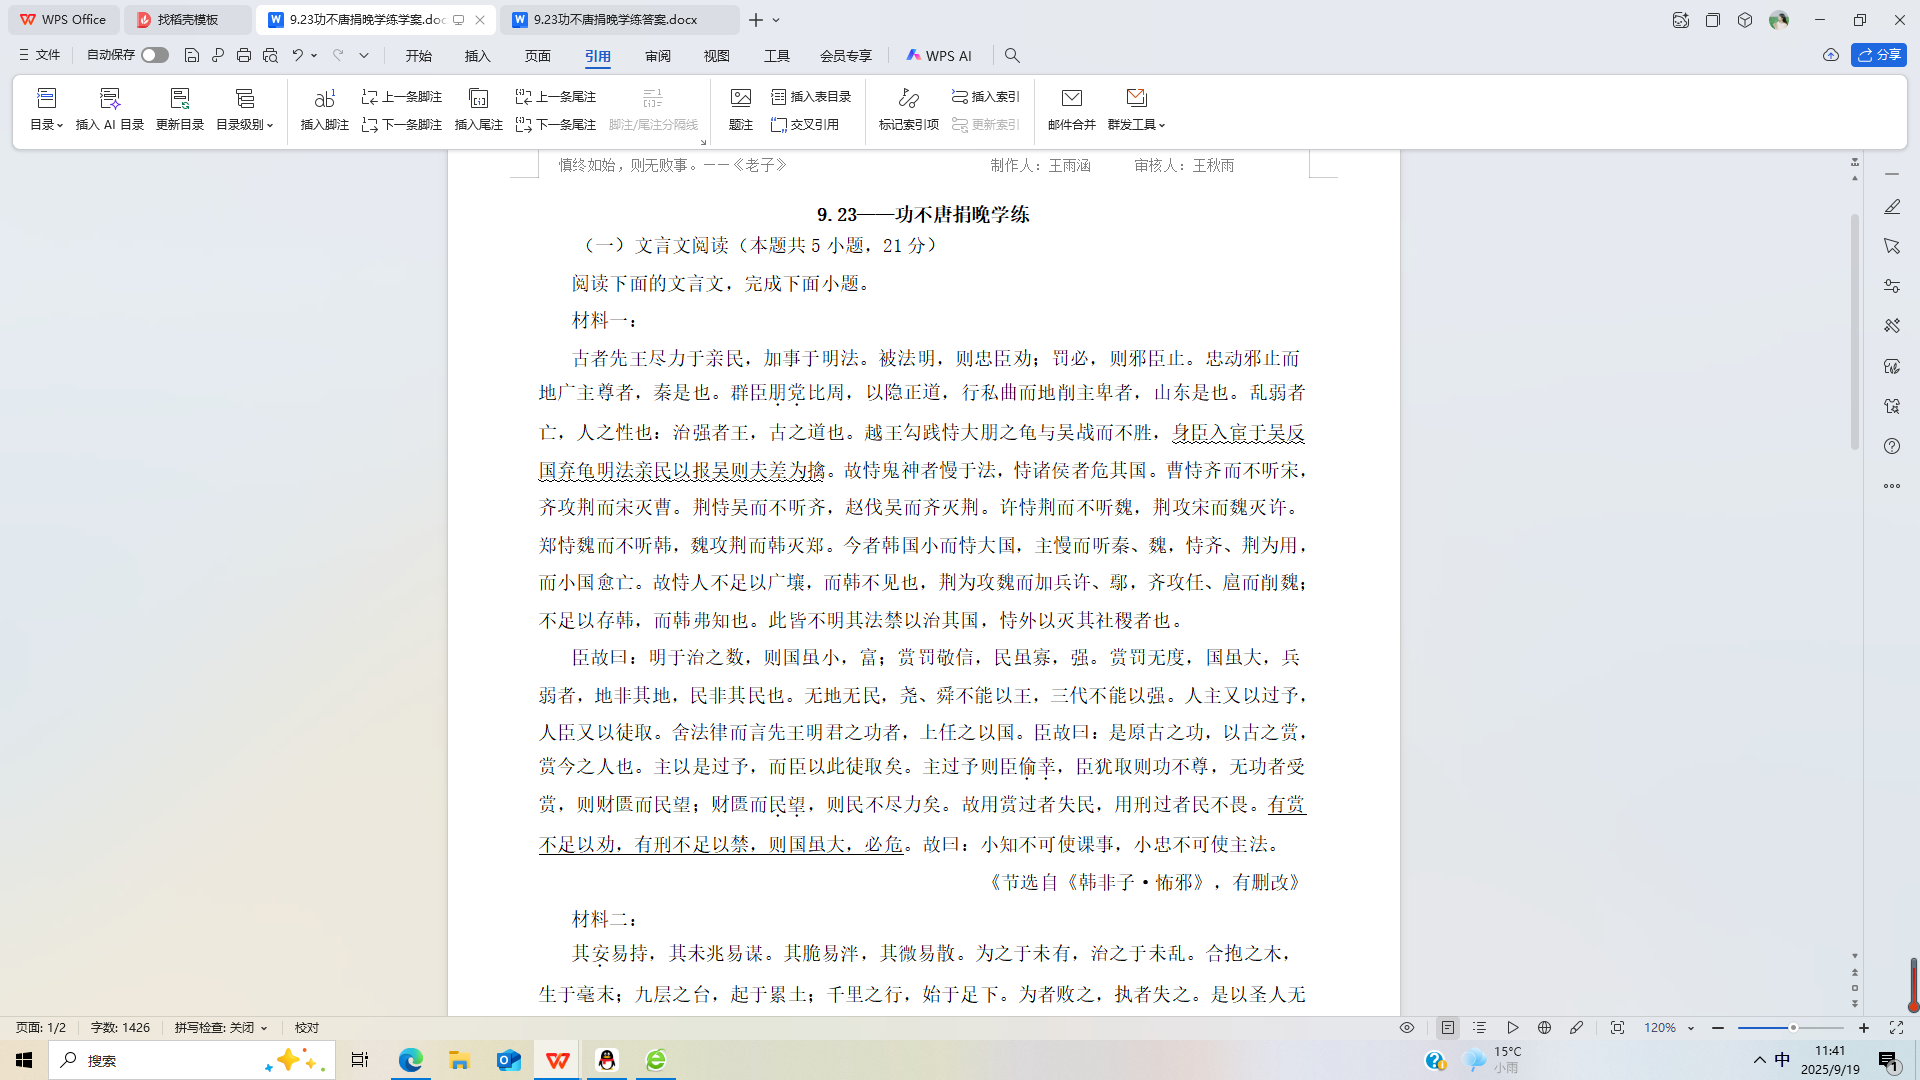 WPS Office
找稻壳模板
9.23功不唐捐晚学练学案.doc
9.23功不唐捐晚学练答案.docx
文件
自动保存
开始
插入
页面
引用
审阅
视图
工具
会员专享
WPS AI
分享
目录
插入 AI 目录
更新目录
目录级别
ab¹
插入脚注
上一条脚注
下一条脚注
插入尾注
上一条尾注
下一条尾注
脚注/尾注分隔线
题注
插入表目录
交叉引用
标记索引项
插入索引
更新索引
邮件合并
群发工具
慎终如始，则无败事。——《老子》 制作人：王雨涵 审核人：王秋雨
9.23——功不唐捐晚学练
（一）文言文阅读（本题共 5 小题，21 分）
阅读下面的文言文，完成下面小题。
材料一：
古者先王尽力于亲民，加事于明法。被法明，则忠臣劝；罚必，则邪臣止。忠动邪止而
地广主尊者，秦是也。群臣朋党比周，以隐正道，行私曲而地削主卑者，山东是也。乱弱者
亡，人之性也：治强者王，古之道也。越王勾践恃大朋之龟与吴战而不胜，身臣入宦于吴反
国弃龟明法亲民以报吴则夫差为擒。故恃鬼神者慢于法，恃诸侯者危其国。曹恃齐而不听宋，
齐攻荆而宋灭曹。荆恃吴而不听齐，赵伐吴而齐灭荆。许恃荆而不听魏，荆攻宋而魏灭许。
郑恃魏而不听韩，魏攻荆而韩灭郑。今者韩国小而恃大国，主慢而听秦、魏，恃齐、荆为用，
而小国愈亡。故恃人不足以广壤，而韩不见也，荆为攻魏而加兵许、鄢，齐攻任、扈而削魏；
不足以存韩，而韩弗知也。此皆不明其法禁以治其国，恃外以灭其社稷者也。
臣故曰：明于治之数，则国虽小，富；赏罚敬信，民虽寡，强。赏罚无度，国虽大，兵
弱者，地非其地，民非其民也。无地无民，尧、舜不能以王，三代不能以强。人主又以过予，
人臣又以徒取。舍法律而言先王明君之功者，上任之以国。臣故曰：是原古之功，以古之赏，
赏今之人也。主以是过予，而臣以此徒取矣。主过予则臣偷幸，臣犹取则功不尊，无功者受
赏，则财匮而民望；财匮而民望，则民不尽力矣。故用赏过者失民，用刑过者民不畏。有赏
不足以劝，有刑不足以禁，则国虽大，必危。故曰：小知不可使课事，小忠不可使主法。
《节选自《韩非子·怖邪》，有删改》
材料二：
其安易持，其未兆易谋。其脆易泮，其微易散。为之于未有，治之于未乱。合抱之木，
生于毫末；九层之台，起于累土；千里之行，始于足下。为者败之，执者失之。是以圣人无
页面: 1/2
字数: 1426
拼写检查: 关闭
校对
120%
搜索
15°C
小雨
中
11:41
2025/9/19
1